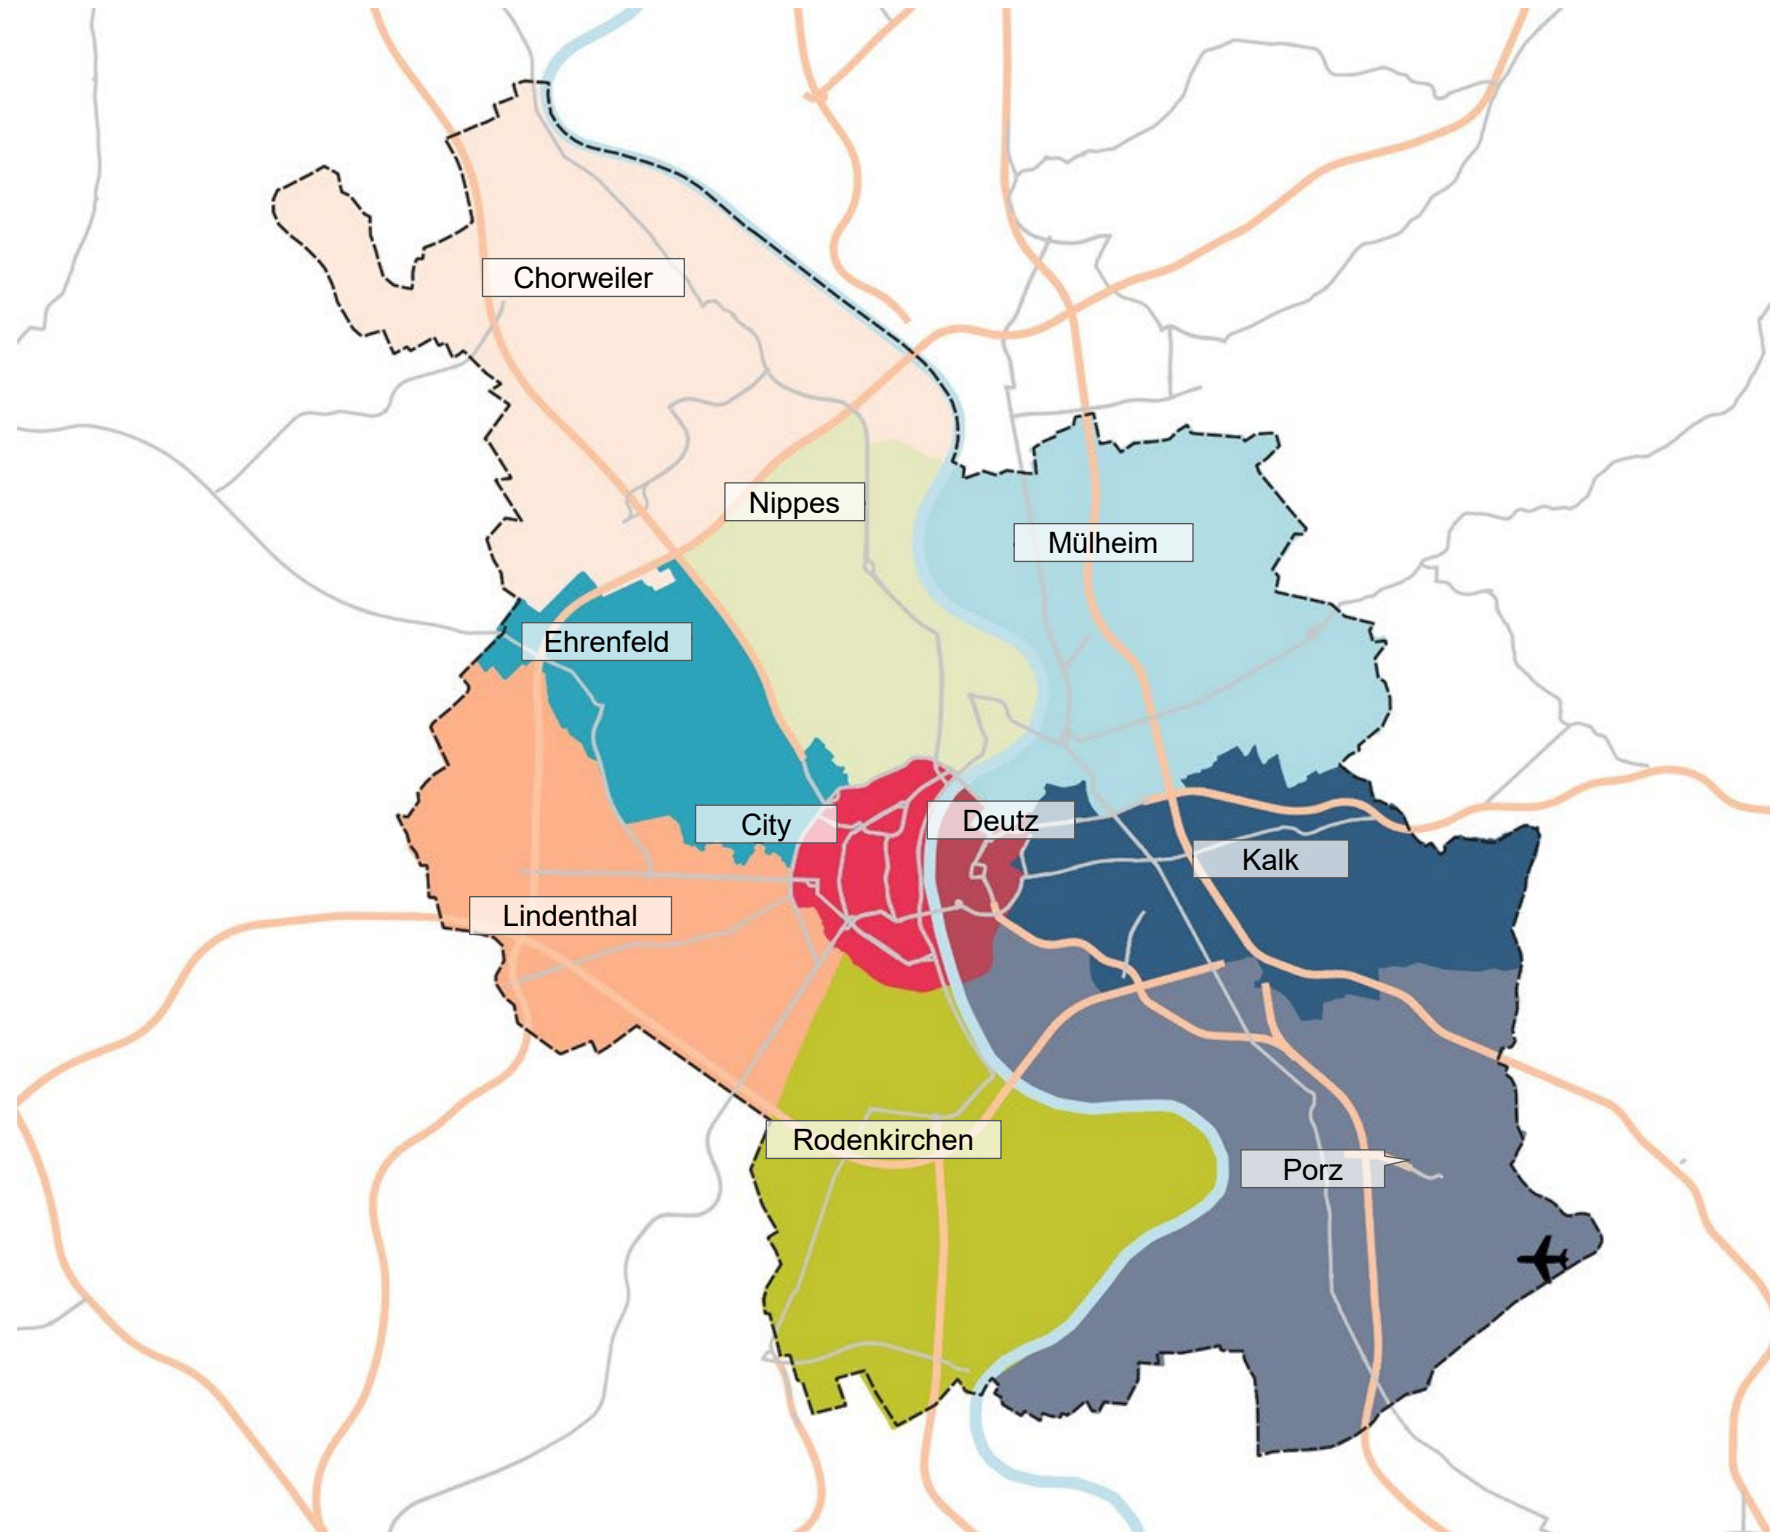 Chorweiler
Nippes
Mülheim
Ehrenfeld
City
Deutz
Kalk
Lindenthal
Rodenkirchen
Porz